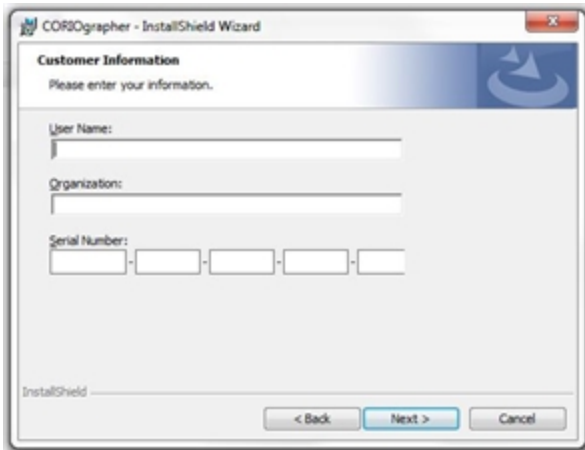 CORIOgrapher - InstallShield Wizard
Customer Information
Please enter your information.
User Name:
Organization:
Serial Number:
- - - -
InstallShield
< Back Next > Cancel